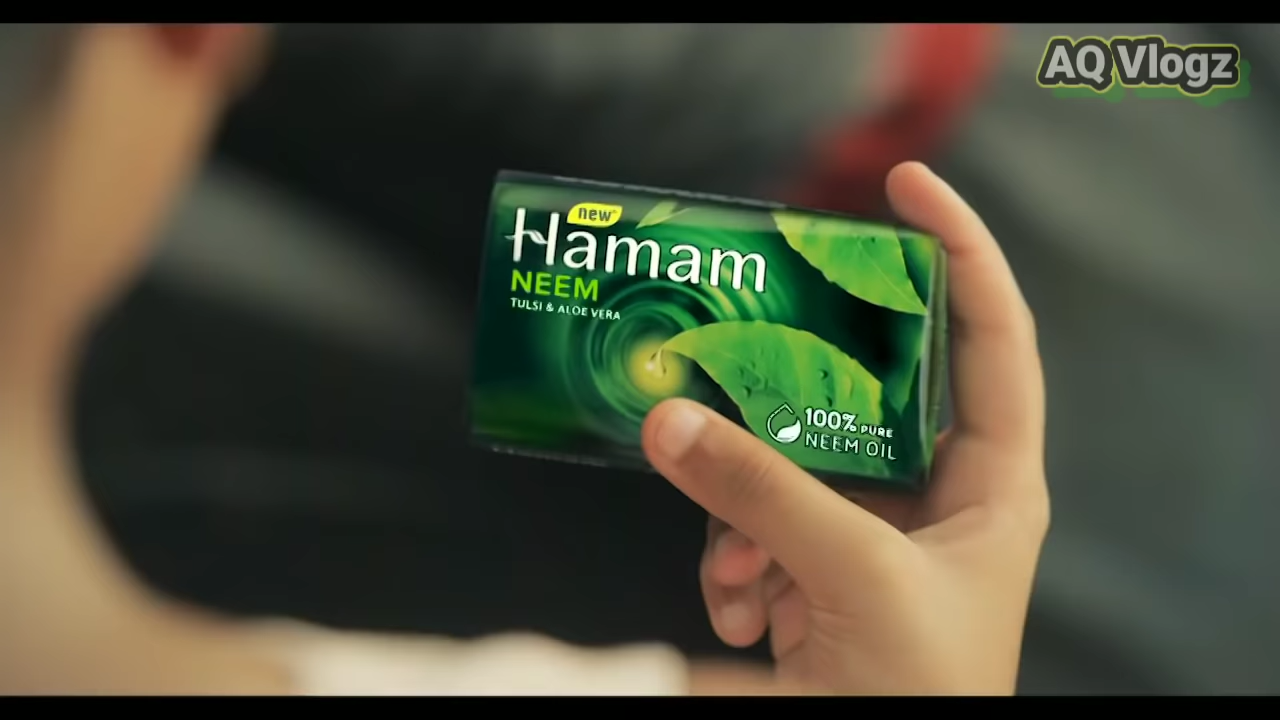 AQ Vlogz
new
Hamam
NEEM
TULSI & ALOE VERA
100% PURE
NEEM OIL